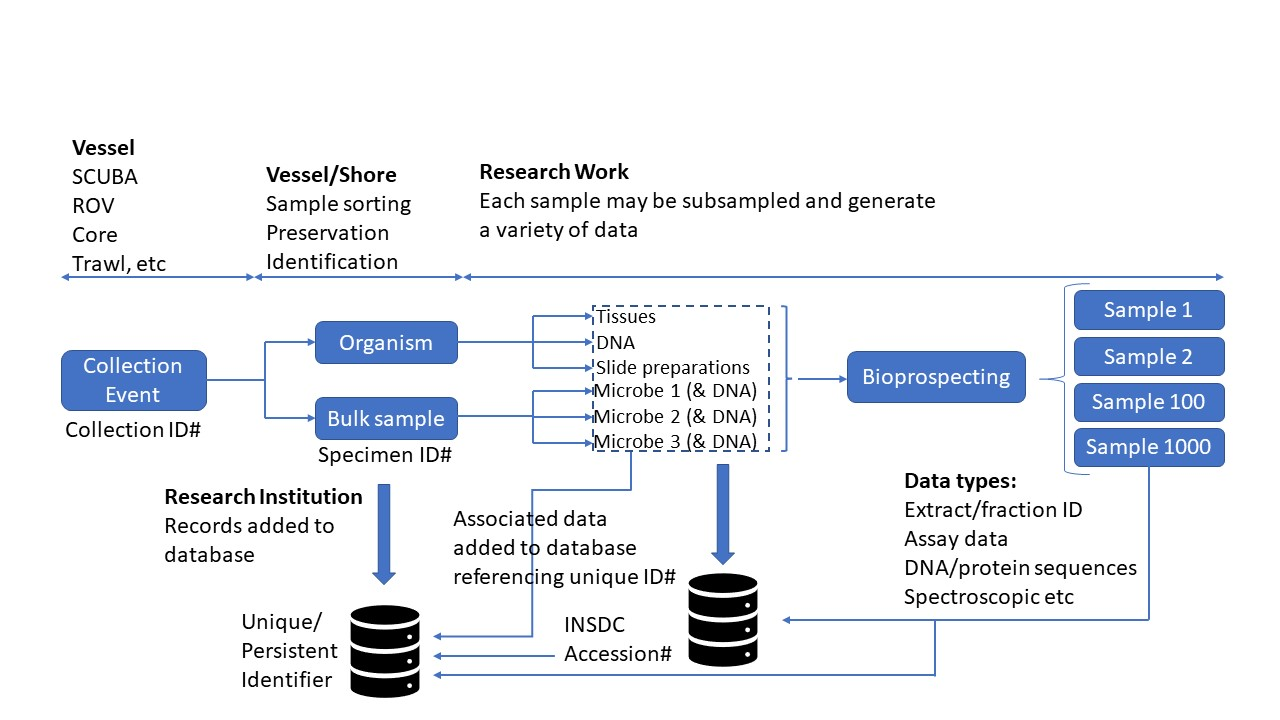 Vessel
SCUBA
ROV
Core
Trawl, etc
Vessel/Shore
Sample sorting
Preservation
Identification
Research Work
Each sample may be subsampled and generate
a variety of data
Collection
Event
Collection ID#
Organism
Bulk sample
Specimen ID#
Tissues
DNA
Slide preparations
Microbe 1 (& DNA)
Microbe 2 (& DNA)
Microbe 3 (& DNA)
Bioprospecting
Sample 1
Sample 2
Sample 100
Sample 1000
Research Institution
Records added to
database
Associated data
added to database
referencing unique ID#
Data types:
Extract/fraction ID
Assay data
DNA/protein sequences
Spectroscopic etc
Unique/
Persistent
Identifier
INSDC
Accession#